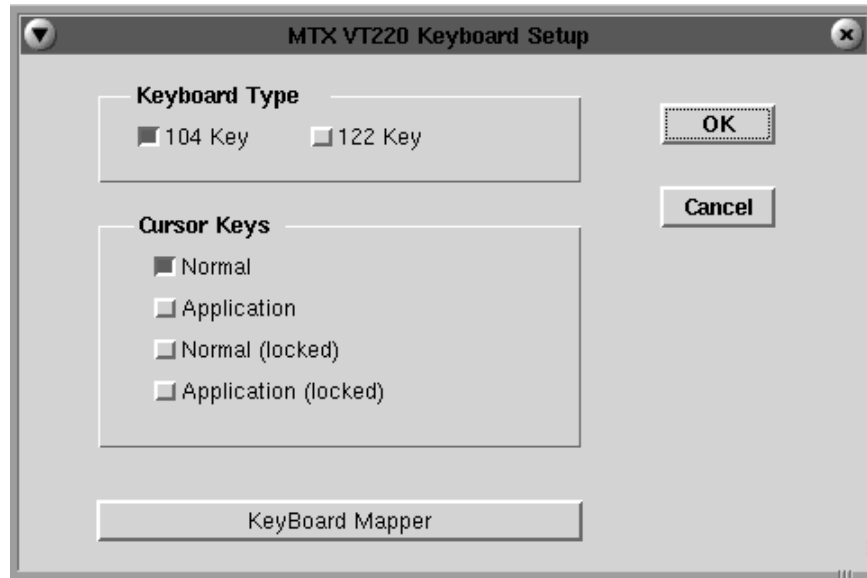 MTX VT220 Keyboard Setup
Keyboard Type
104 Key 122 Key
OK
Cancel
Cursor Keys
Normal
Application
Normal (locked)
Application (locked)
KeyBoard Mapper